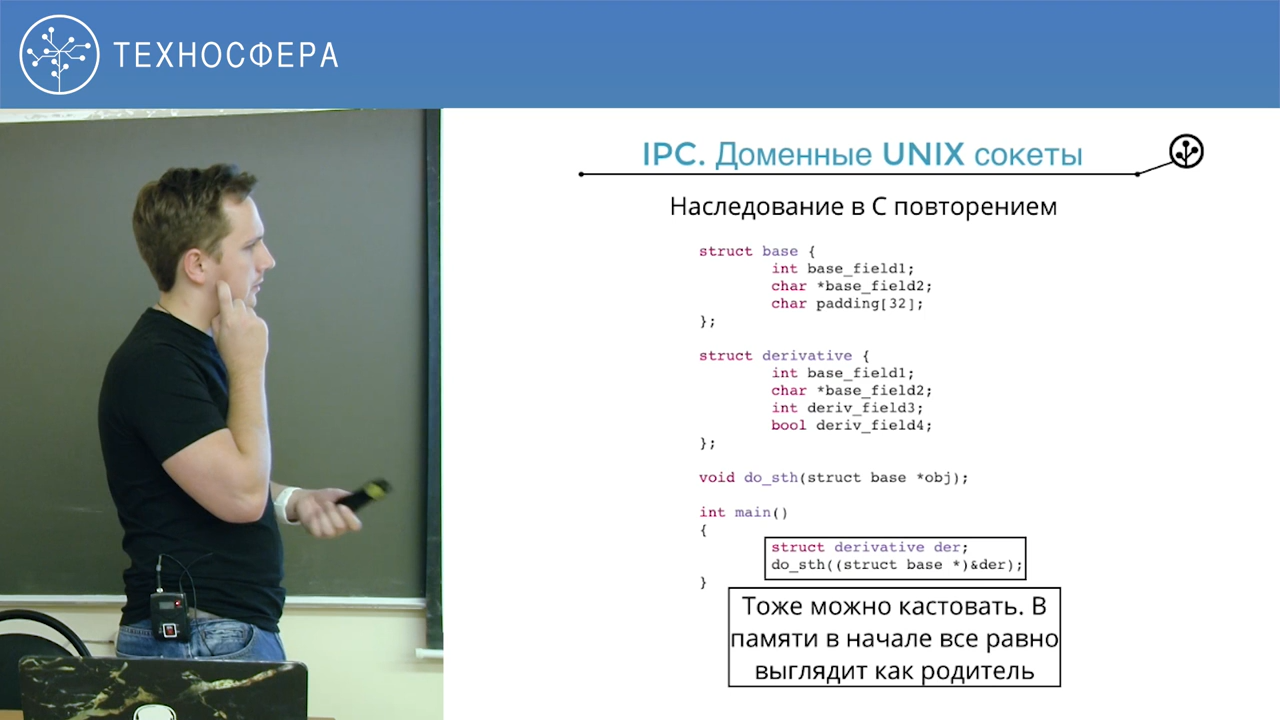 ТЕХНОСФЕРА
IPC. Доменные UNIX сокеты
Наследование в C повторением
struct base {
int base_field1;
char *base_field2;
char padding[32];
};
struct derivative {
int base_field1;
char *base_field2;
int deriv_field3;
bool deriv_field4;
};
void do_sth(struct base *obj);
int main()
{
struct derivative der;
do_sth((struct base *)&der);
}
Тоже можно кастовать. В
памяти в начале все равно
выглядит как родитель